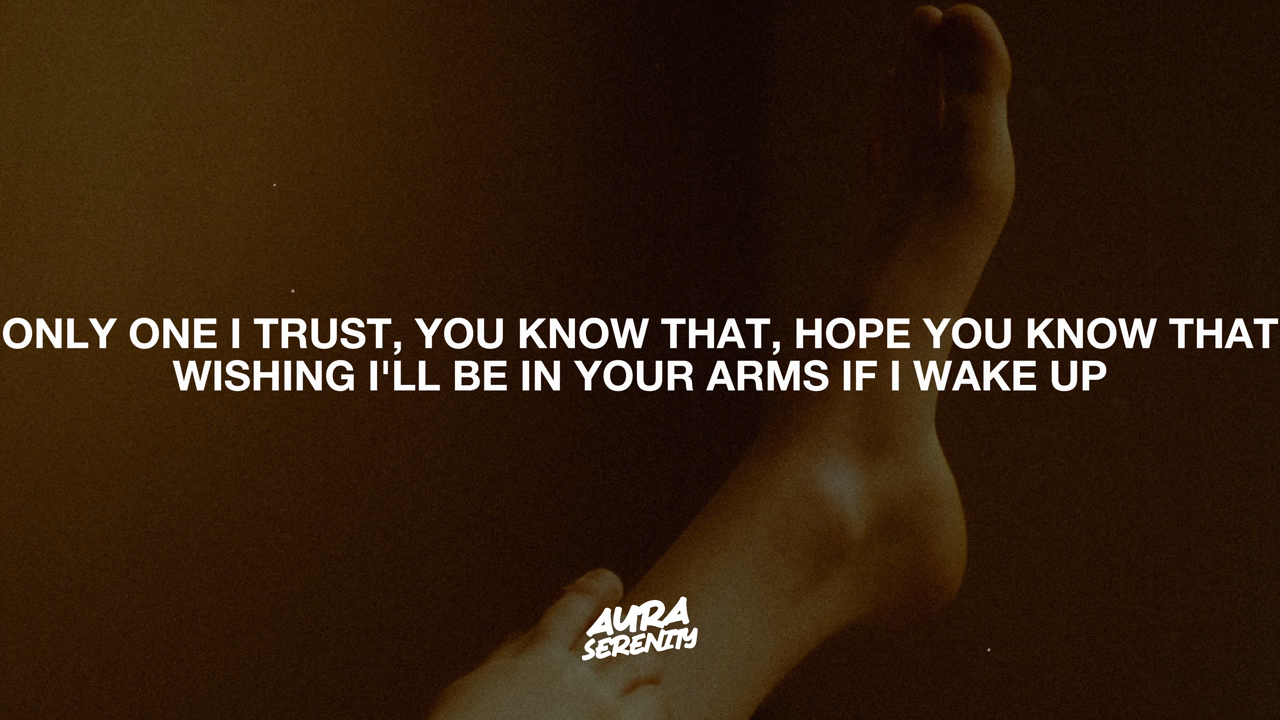 ONLY ONE I TRUST, YOU KNOW THAT, HOPE YOU KNOW THAT
WISHING I'LL BE IN YOUR ARMS IF I WAKE UP
AURA
SERENITY